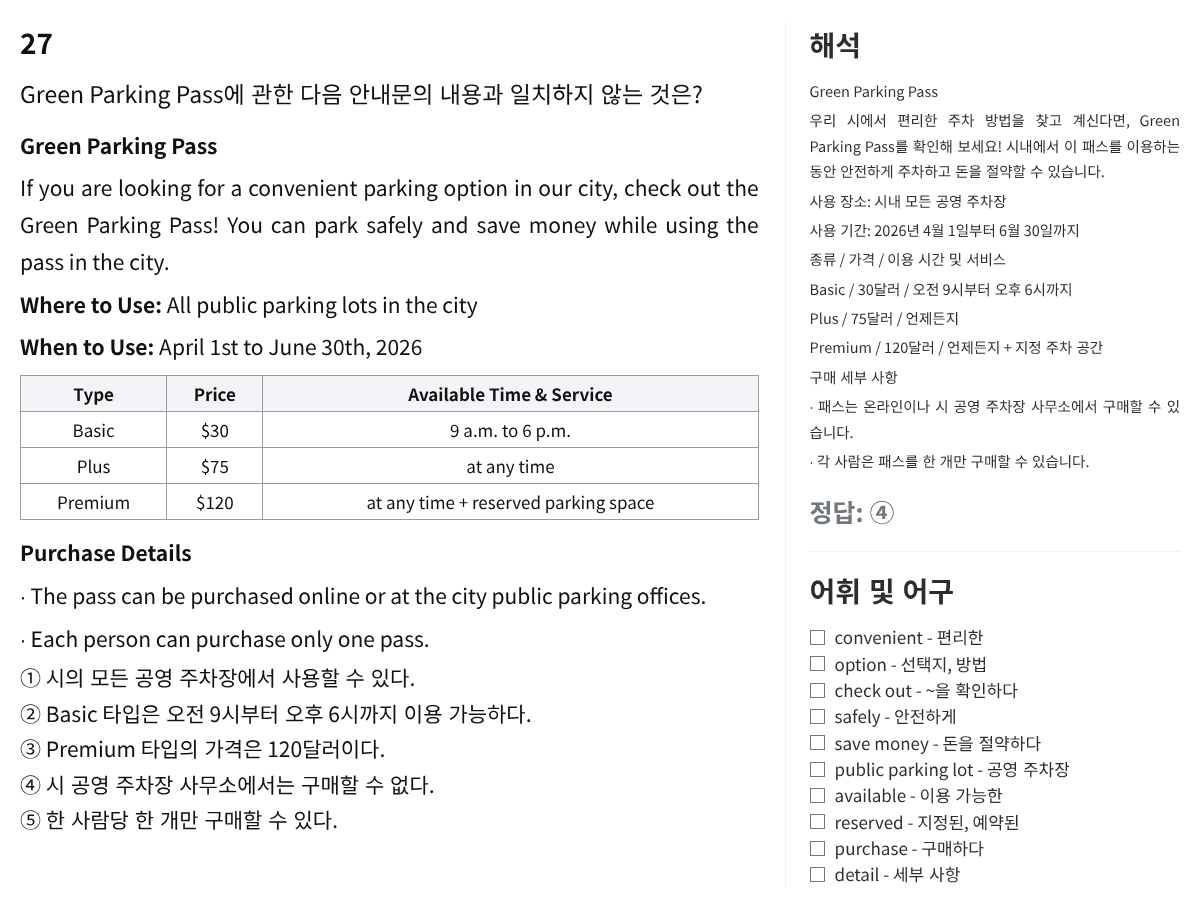 27
Green Parking Pass에 관한 다음 안내문의 내용과 일치하지 않는 것은?
Green Parking Pass
If you are looking for a convenient parking option in our city, check out the
Green Parking Pass! You can park safely and save money while using the
pass in the city.
Where to Use: All public parking lots in the city
When to Use: April 1st to June 30th, 2026
Type Price Available Time & Service
Basic $30 9 a.m. to 6 p.m.
Plus $75 at any time
Premium $120 at any time + reserved parking space
Purchase Details
· The pass can be purchased online or at the city public parking offices.
· Each person can purchase only one pass.
① 시의 모든 공영 주차장에서 사용할 수 있다.
② Basic 타입은 오전 9시부터 오후 6시까지 이용 가능하다.
③ Premium 타입의 가격은 120달러이다.
④ 시 공영 주차장 사무소에서는 구매할 수 없다.
⑤ 한 사람당 한 개만 구매할 수 있다.
해석
Green Parking Pass
우리 시에서 편리한 주차 방법을 찾고 계신다면, Green
Parking Pass를 확인해 보세요! 시내에서 이 패스를 이용하는
동안 안전하게 주차하고 돈을 절약할 수 있습니다.
사용 장소: 시내 모든 공영 주차장
사용 기간: 2026년 4월 1일부터 6월 30일까지
종류 / 가격 / 이용 시간 및 서비스
Basic / 30달러 / 오전 9시부터 오후 6시까지
Plus / 75달러 / 언제든지
Premium / 120달러 / 언제든지 + 지정 주차 공간
구매 세부 사항
· 패스는 온라인이나 시 공영 주차장 사무소에서 구매할 수 있
습니다.
· 각 사람은 패스를 한 개만 구매할 수 있습니다.
정답: ④
어휘 및 어구
convenient - 편리한
option - 선택지, 방법
check out - ~을 확인하다
safely - 안전하게
save money - 돈을 절약하다
public parking lot - 공영 주차장
available - 이용 가능한
reserved - 지정된, 예약된
purchase - 구매하다
detail - 세부 사항